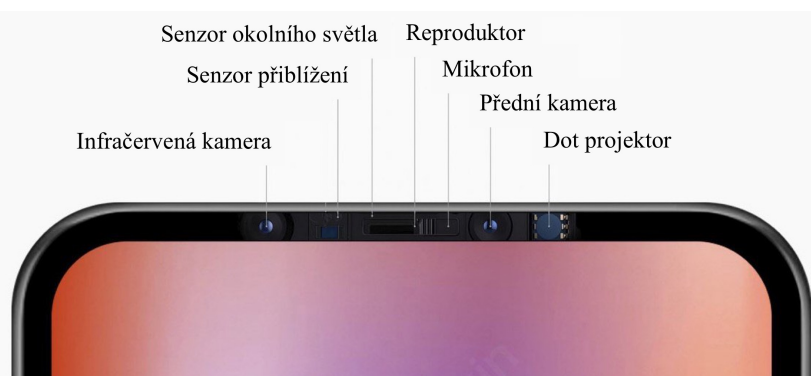 Senzor okolního světla
Reproduktor
Senzor přiblížení
Mikrofon
Přední kamera
Infračervená kamera
Dot projektor